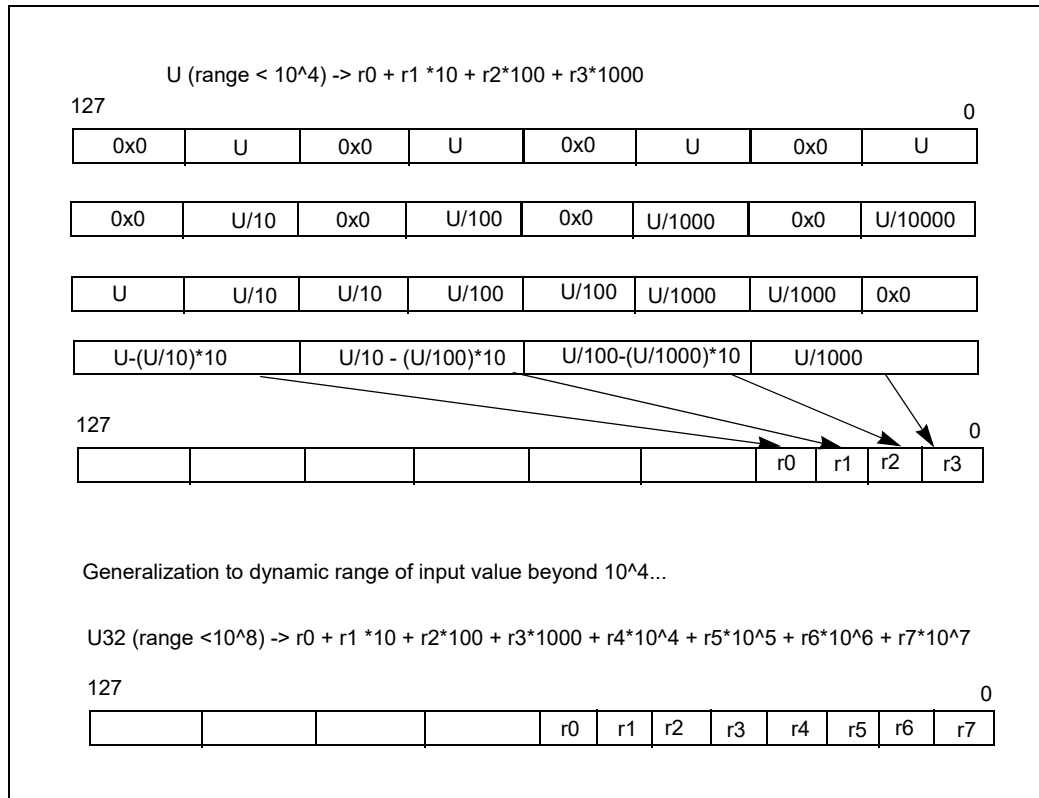 U (range < 10^4) -> r0 + r1 *10 + r2*100 + r3*1000
127 0
0x0 U 0x0 U 0x0 U 0x0 U
0x0 U/10 0x0 U/100 0x0 U/1000 0x0 U/10000
U U/10 U/10 U/100 U/100 U/1000 U/1000 0x0
U-(U/10)*10 U/10 - (U/100)*10 U/100-(U/1000)*10 U/1000
127 0
r0 r1 r2 r3
Generalization to dynamic range of input value beyond 10^4...
U32 (range <10^8) -> r0 + r1 *10 + r2*100 + r3*1000 + r4*10^4 + r5*10^5 + r6*10^6 + r7*10^7
127 0
r0 r1 r2 r3 r4 r5 r6 r7